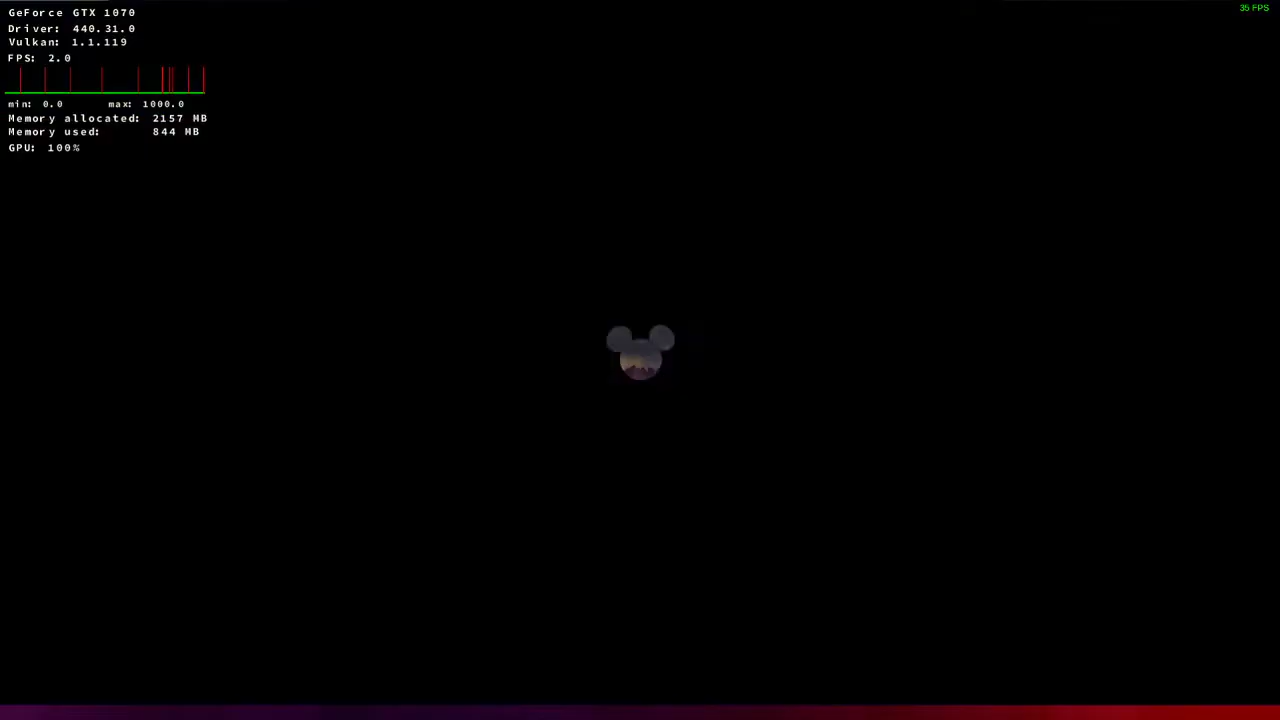 GeForce GTX 1070
Driver: 440.31.0
Vulkan: 1.1.119
FPS: 2.0
min: 0.0 max: 1000.0
Memory allocated: 2157 MB
Memory used: 844 MB
GPU: 100%
35 FPS